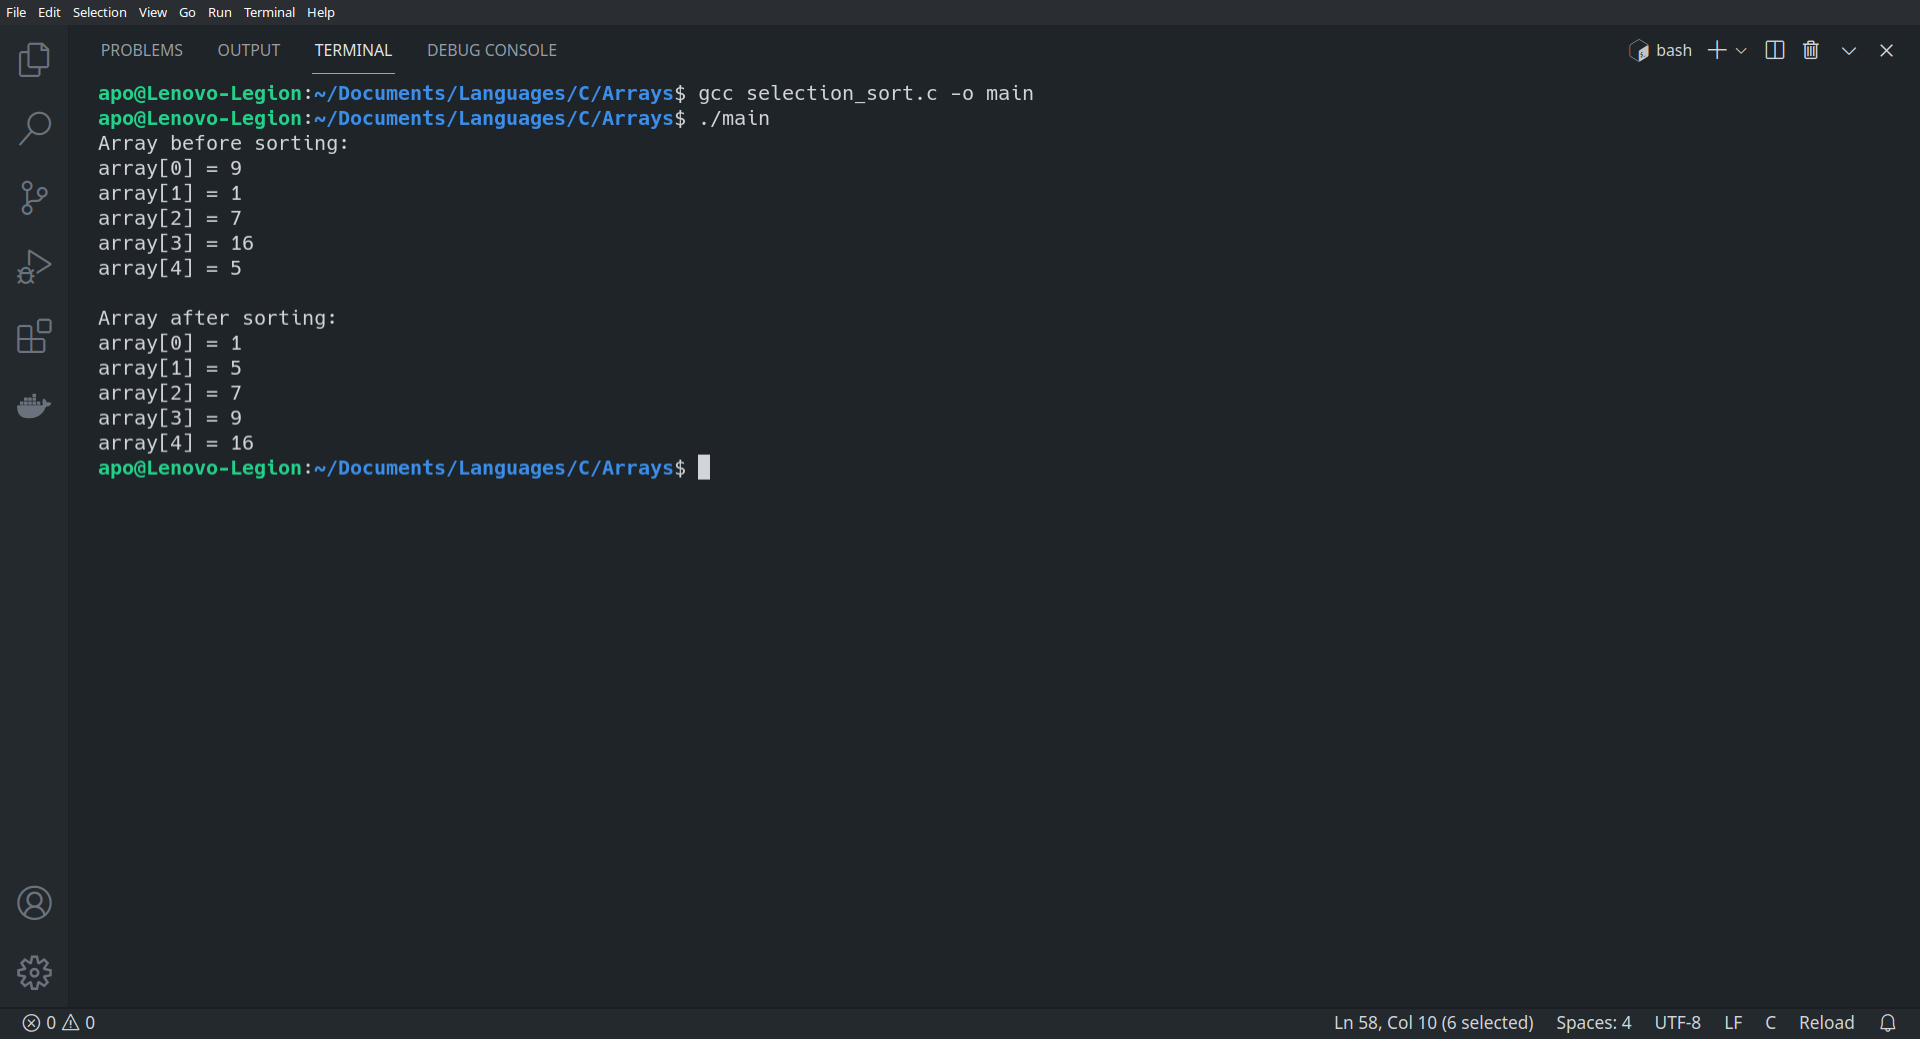 File Edit Selection View Go Run Terminal Help
PROBLEMS OUTPUT TERMINAL DEBUG CONSOLE bash
apo@Lenovo-Legion:~/Documents/Languages/C/Arrays$ gcc selection_sort.c -o main
apo@Lenovo-Legion:~/Documents/Languages/C/Arrays$ ./main
Array before sorting:
array[0] = 9
array[1] = 1
array[2] = 7
array[3] = 16
array[4] = 5
Array after sorting:
array[0] = 1
array[1] = 5
array[2] = 7
array[3] = 9
array[4] = 16
apo@Lenovo-Legion:~/Documents/Languages/C/Arrays$
0 0 Ln 58, Col 10 (6 selected) Spaces: 4 UTF-8 LF C Reload